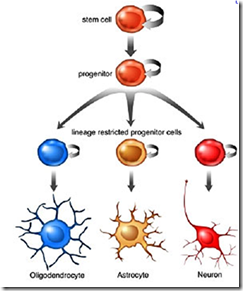 stem cell
progenitor
lineage restricted progenitor cells
Oligodendrocyte
Astrocyte
Neuron